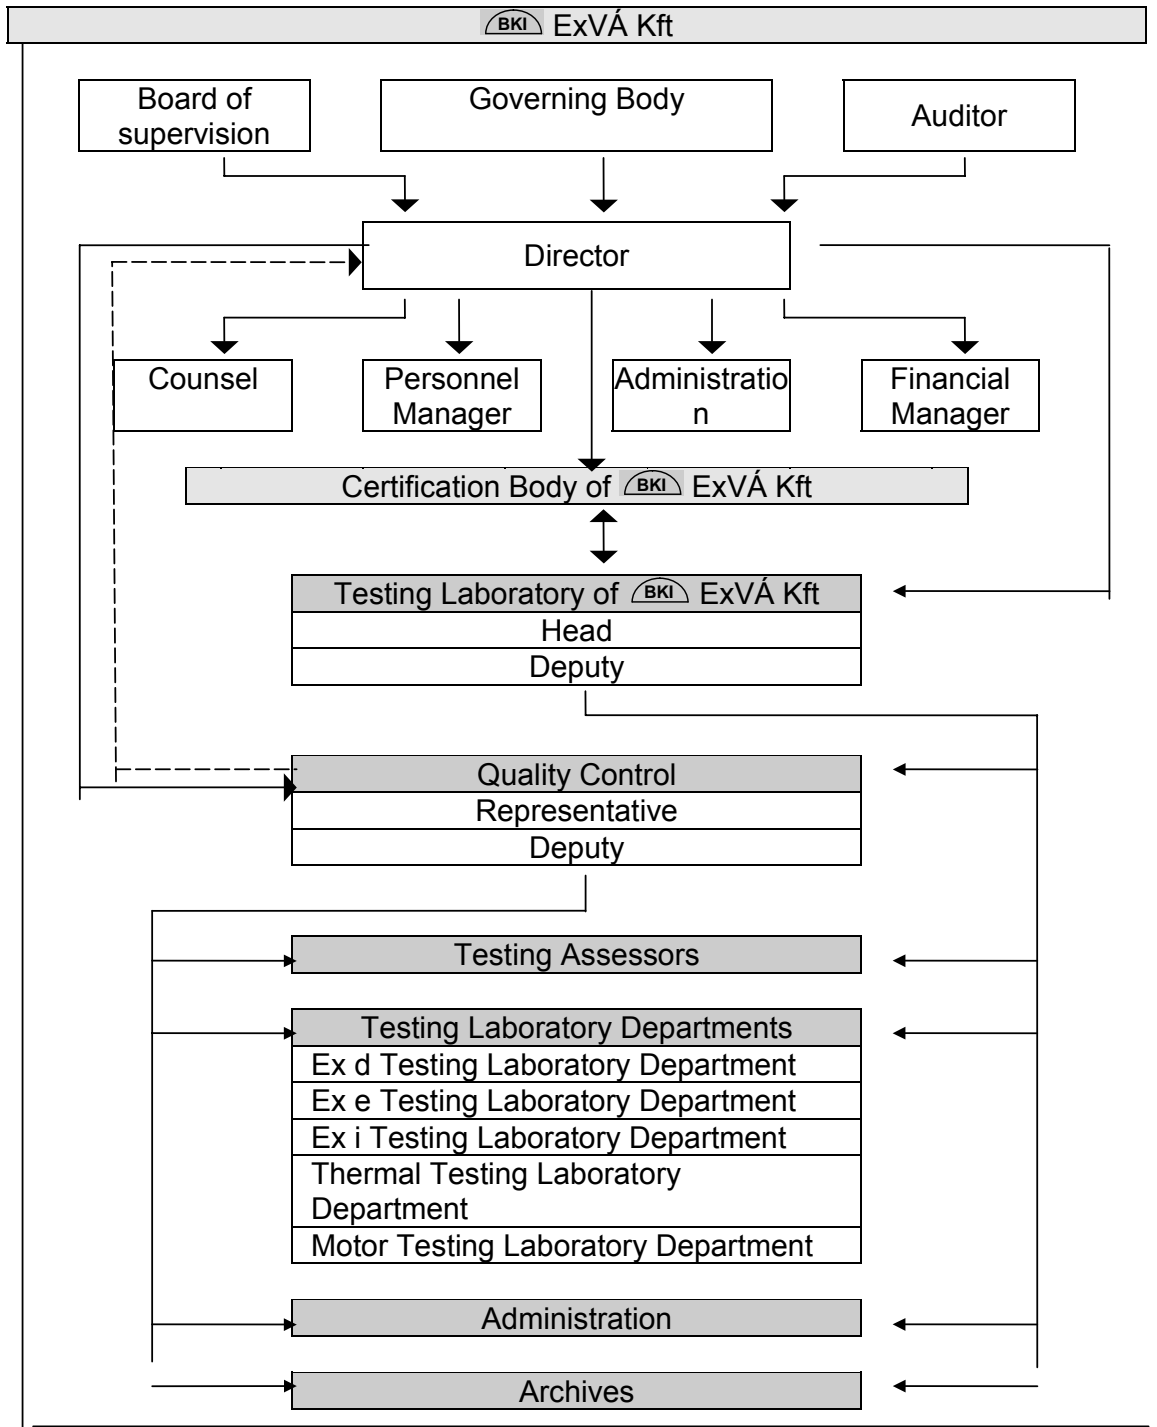 BKI ExVÁ Kft
Board of
supervision
Governing Body
Auditor
Director
Counsel
Personnel
Manager
Administratio
n
Financial
Manager
Certification Body of BKI ExVÁ Kft
Testing Laboratory of BKI ExVÁ Kft
Head
Deputy
Quality Control
Representative
Deputy
Testing Assessors
Testing Laboratory Departments
Ex d Testing Laboratory Department
Ex e Testing Laboratory Department
Ex i Testing Laboratory Department
Thermal Testing Laboratory
Department
Motor Testing Laboratory Department
Administration
Archives